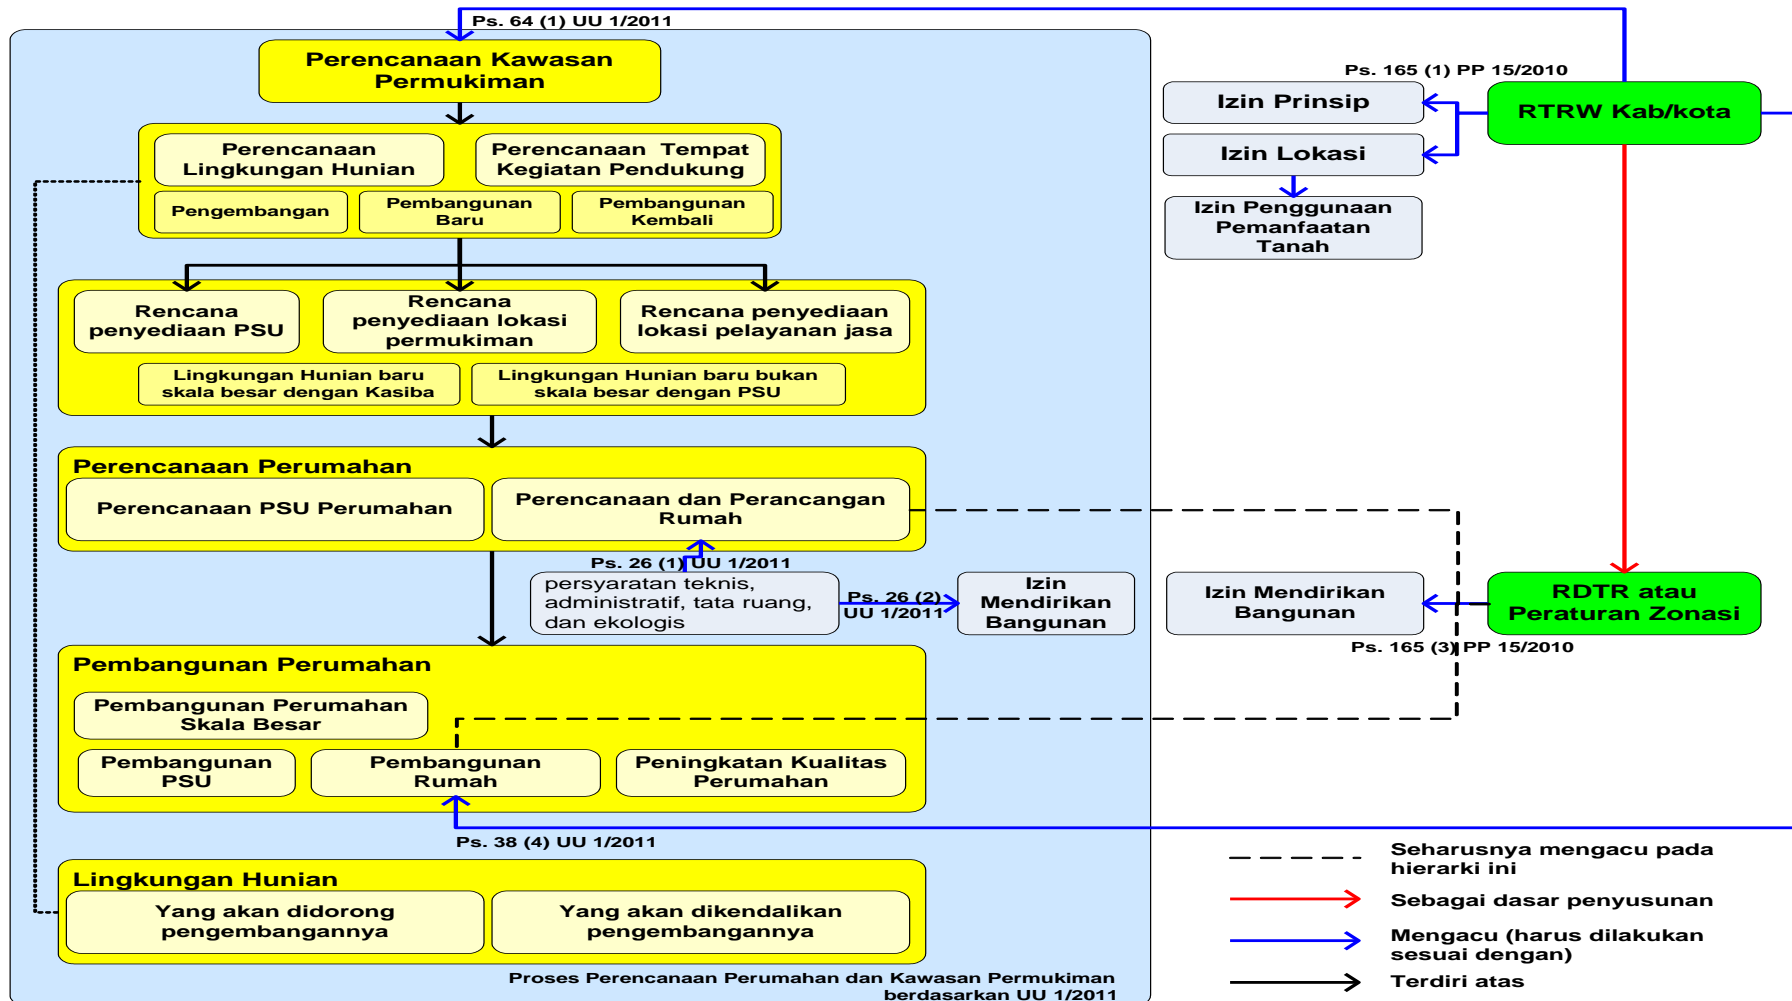 Ps. 64 (1) UU 1/2011
Perencanaan Kawasan
Permukiman
Ps. 165 (1) PP 15/2010
Izin Prinsip
RTRW Kab/kota
Izin Lokasi
Izin Penggunaan
Pemanfaatan
Tanah
Perencanaan
Lingkungan Hunian
Perencanaan Tempat
Kegiatan Pendukung
Pengembangan
Pembangunan
Baru
Pembangunan
Kembali
Rencana
penyediaan PSU
Rencana
penyediaan lokasi
permukiman
Rencana penyediaan
lokasi pelayanan jasa
Lingkungan Hunian baru
skala besar dengan Kasiba
Lingkungan Hunian baru bukan
skala besar dengan PSU
Perencanaan Perumahan
Perencanaan PSU Perumahan
Perencanaan dan Perancangan
Rumah
Ps. 26 (1) UU 1/2011
persyaratan teknis,
administratif, tata ruang,
dan ekologis
Ps. 26 (2)
UU 1/2011
Izin
Mendirikan
Bangunan
Izin Mendirikan
Bangunan
RDTR atau
Peraturan Zonasi
Ps. 165 (3) PP 15/2010
Pembangunan Perumahan
Pembangunan Perumahan
Skala Besar
Pembangunan
PSU
Pembangunan
Rumah
Peningkatan Kualitas
Perumahan
Ps. 38 (4) UU 1/2011
Lingkungan Hunian
Yang akan didorong
pengembangannya
Yang akan dikendalikan
pengembangannya
Proses Perencanaan Perumahan dan Kawasan Permukiman
berdasarkan UU 1/2011
Seharusnya mengacu pada
hierarki ini
Sebagai dasar penyusunan
Mengacu (harus dilakukan
sesuai dengan)
Terdiri atas